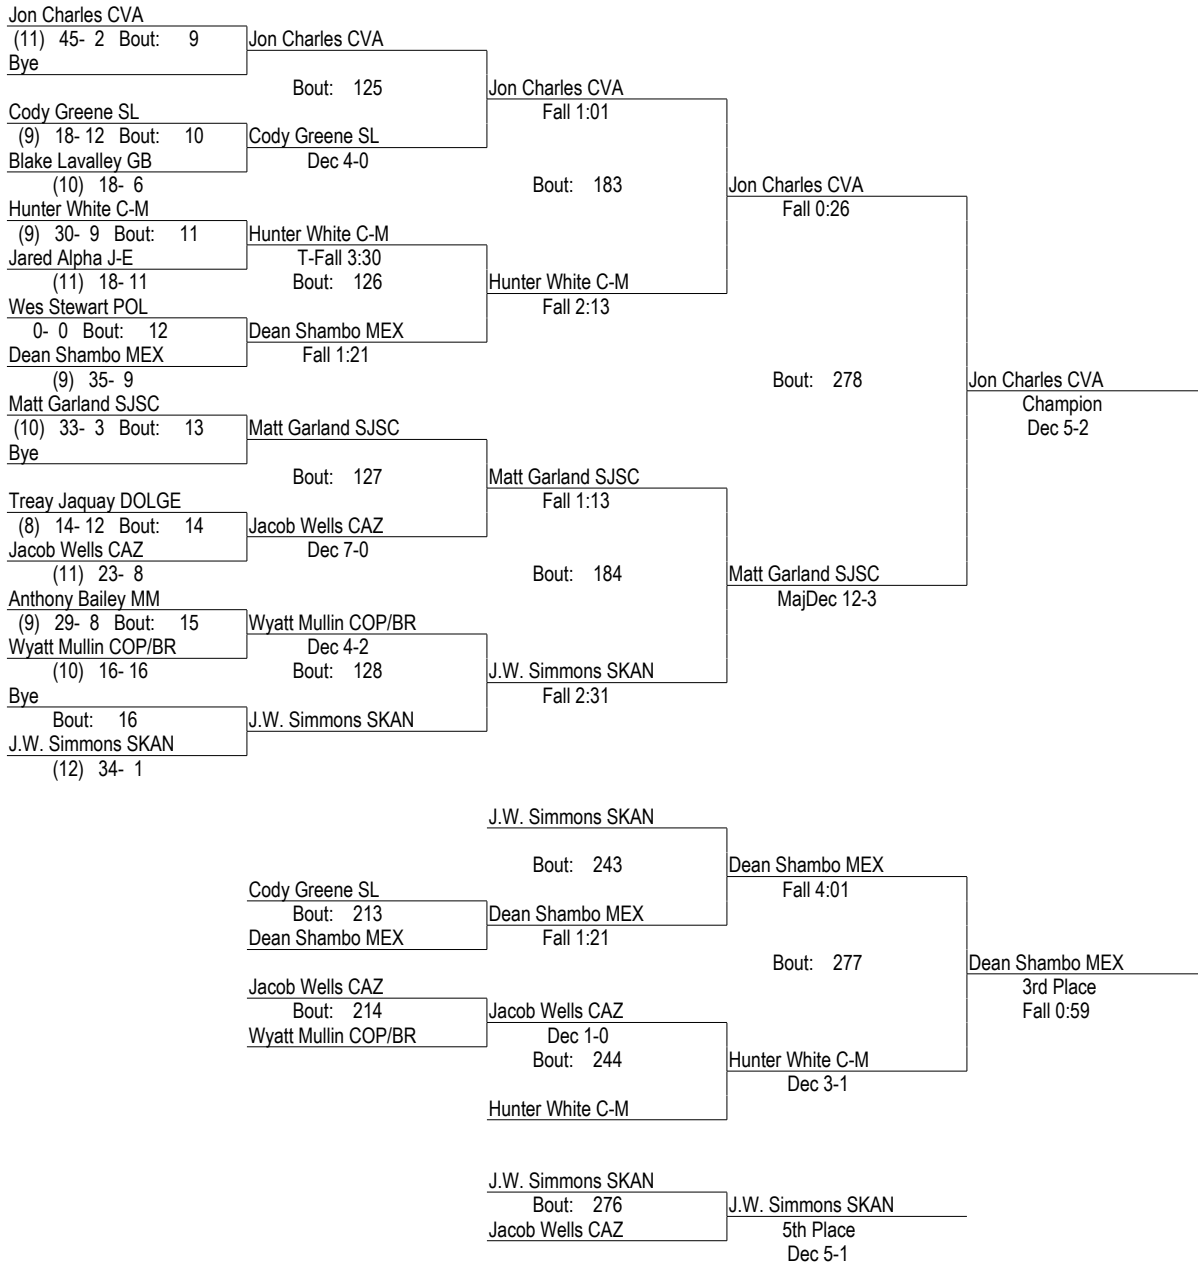 Jon Charles CVA
(11) 45- 2 Bout: 9
Bye
Jon Charles CVA
Bout: 125
Cody Greene SL
(9) 18- 12 Bout: 10
Blake Lavalley GB
(10) 18- 6
Cody Greene SL
Dec 4-0
Jon Charles CVA
Fall 1:01
Bout: 183
Hunter White C-M
(9) 30- 9 Bout: 11
Jared Alpha J-E
(11) 18- 11
Hunter White C-M
T-Fall 3:30
Bout: 126
Wes Stewart POL
0- 0 Bout: 12
Dean Shambo MEX
(9) 35- 9
Dean Shambo MEX
Fall 1:21
Hunter White C-M
Fall 2:13
Jon Charles CVA
Fall 0:26
Bout: 278
Matt Garland SJSC
(10) 33- 3 Bout: 13
Bye
Matt Garland SJSC
Bout: 127
Treay Jaquay DOLGE
(8) 14- 12 Bout: 14
Jacob Wells CAZ
(11) 23- 8
Jacob Wells CAZ
Dec 7-0
Matt Garland SJSC
Fall 1:13
Bout: 184
Anthony Bailey MM
(9) 29- 8 Bout: 15
Wyatt Mullin COP/BR
(10) 16- 16
Wyatt Mullin COP/BR
Dec 4-2
Bout: 128
Bye
Bout: 16
J.W. Simmons SKAN
(12) 34- 1
J.W. Simmons SKAN
J.W. Simmons SKAN
Fall 2:31
Matt Garland SJSC
MajDec 12-3
Jon Charles CVA
Champion
Dec 5-2
J.W. Simmons SKAN
Bout: 243
Cody Greene SL
Bout: 213
Dean Shambo MEX
Dean Shambo MEX
Fall 1:21
Dean Shambo MEX
Fall 4:01
Bout: 277
Jacob Wells CAZ
Bout: 214
Wyatt Mullin COP/BR
Jacob Wells CAZ
Dec 1-0
Bout: 244
Hunter White C-M
Hunter White C-M
Dec 3-1
Dean Shambo MEX
3rd Place
Fall 0:59
J.W. Simmons SKAN
Bout: 276
Jacob Wells CAZ
J.W. Simmons SKAN
5th Place
Dec 5-1